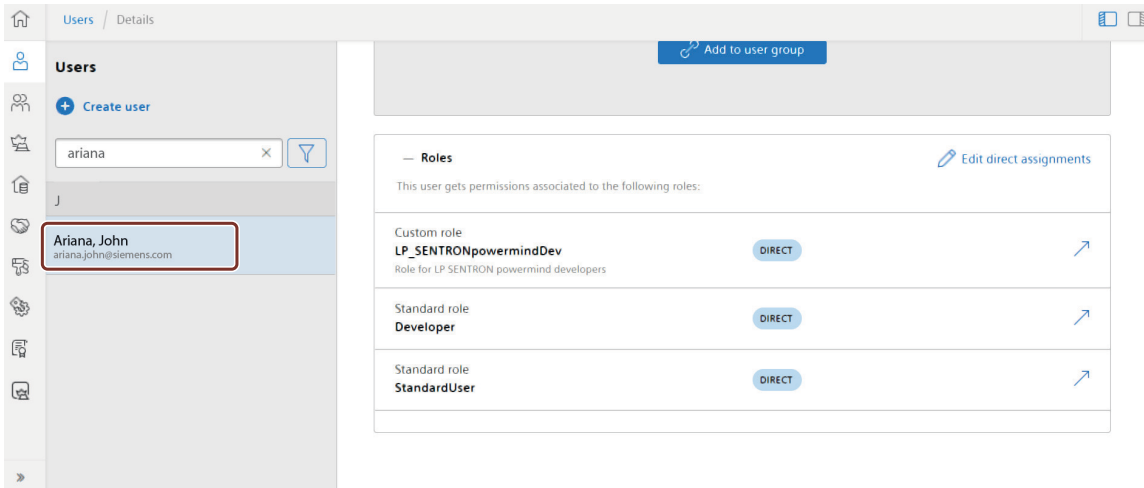 Users / Details
Users
Create user
ariana
J
Ariana, John
ariana.john@siemens.com
Add to user group
— Roles
Edit direct assignments
This user gets permissions associated to the following roles:
Custom role
LP_SENTRONpowermindDev
Role for LP SENTRON powermind developers
DIRECT
Standard role
Developer
DIRECT
Standard role
StandardUser
DIRECT